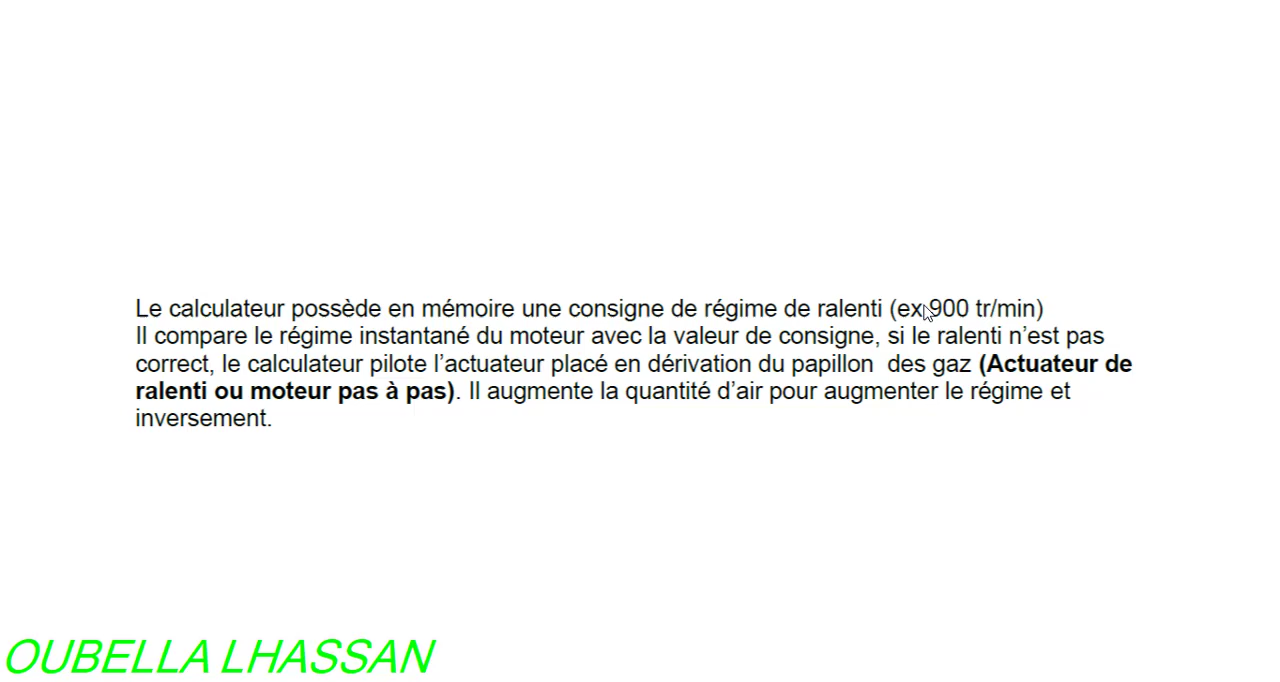 Le calculateur possède en mémoire une consigne de régime de ralenti (ex 900 tr/min)
Il compare le régime instantané du moteur avec la valeur de consigne, si le ralenti n’est pas
correct, le calculateur pilote l’actuateur placé en dérivation du papillon  des gaz (Actuateur de
ralenti ou moteur pas à pas). Il augmente la quantité d’air pour augmenter le régime et
inversement.
OUBELLA LHASSAN